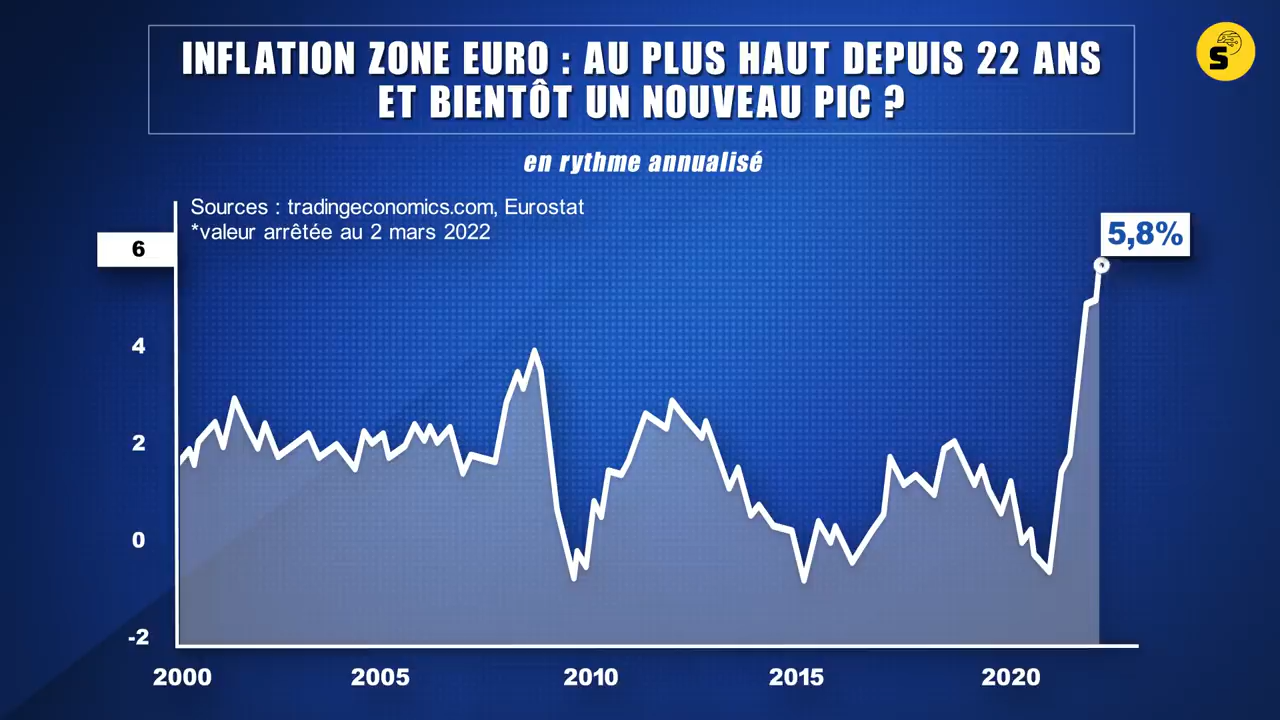 INFLATION ZONE EURO : AU PLUS HAUT DEPUIS 22 ANS
ET BIENTÔT UN NOUVEAU PIC ?
S
en rythme annualisé
Sources : tradingeconomics.com, Eurostat
*valeur arrêtée au 2 mars 2022
5,8%
6
4
2
0
-2
2000 2005 2010 2015 2020